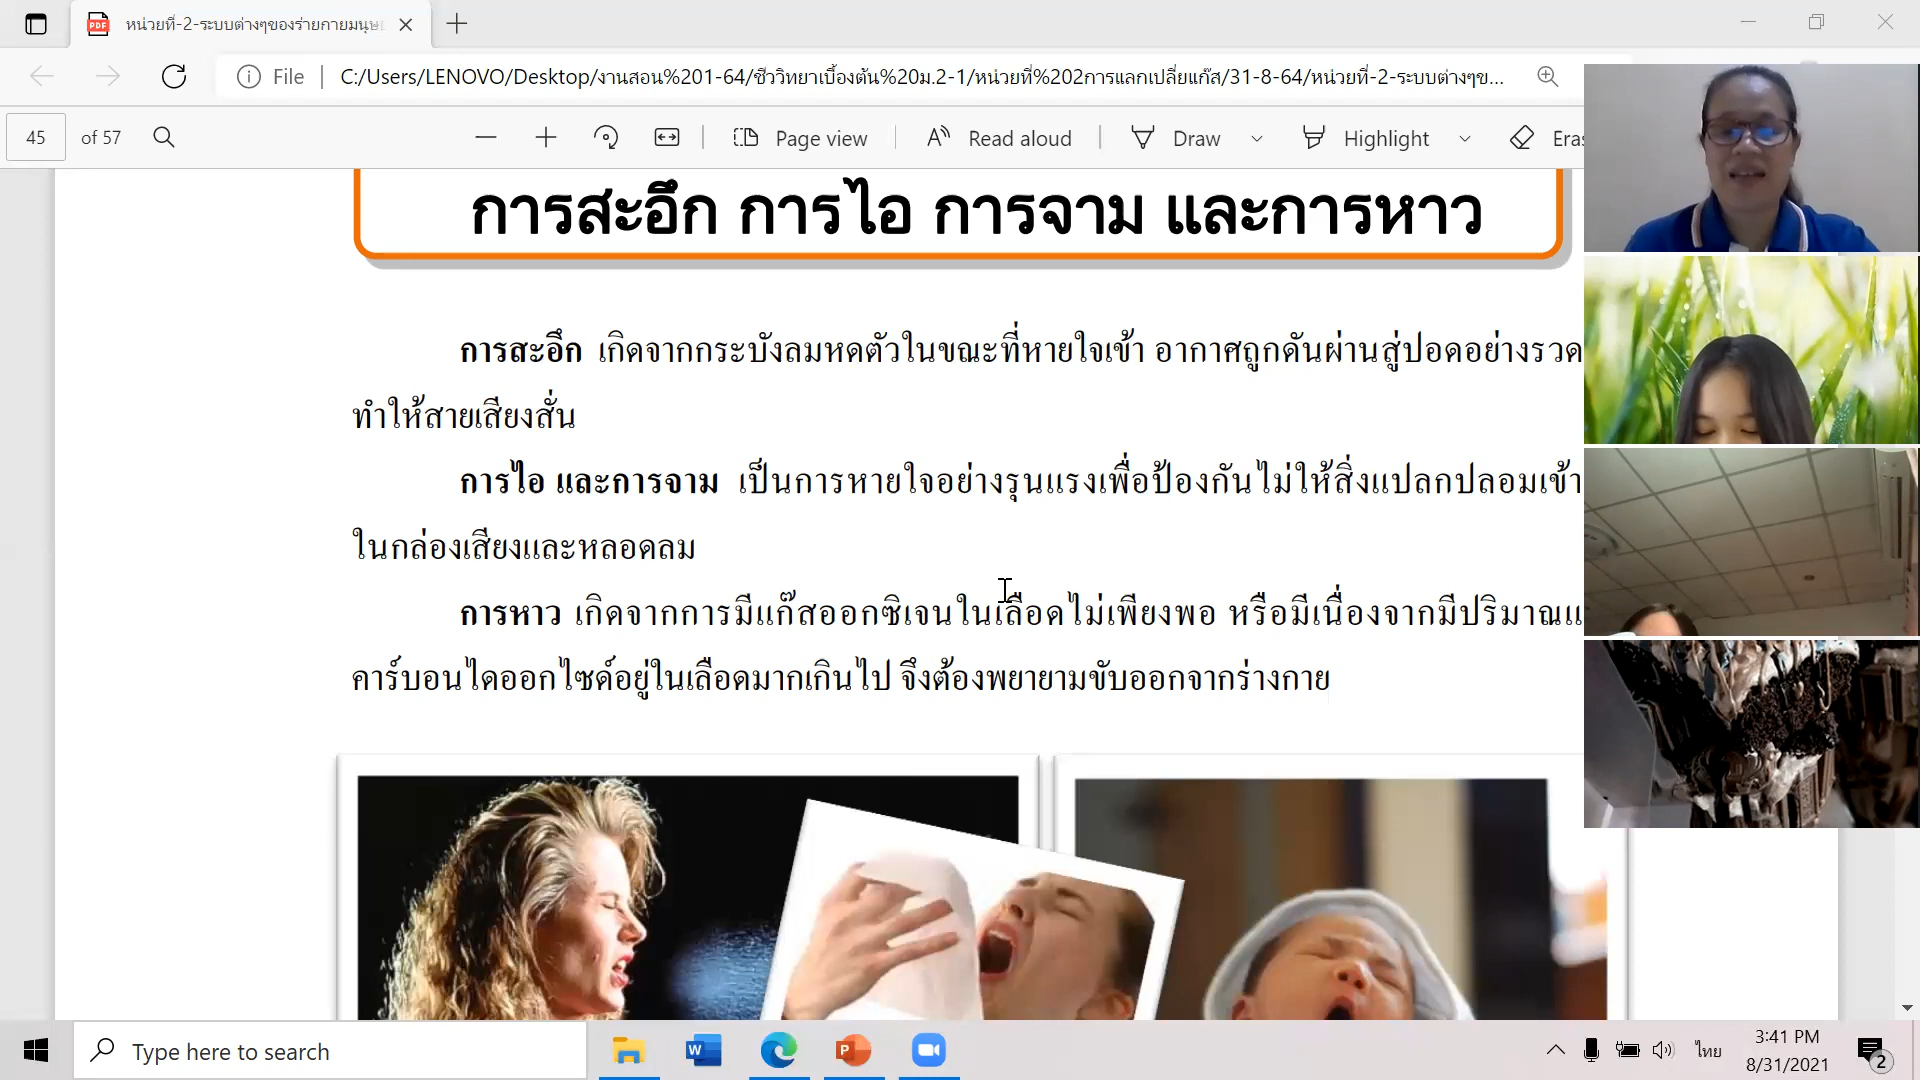 หน่วยที่-2-ระบบต่างๆของร่ายกายมนุษ
File
C:/Users/LENOVO/Desktop/งานสอน%201-64/ชีววิทยาเบื้องต้น%20ม.2-1/หน่วยที่%202การแลกเปลี่ยแก๊ส/31-8-64/หน่วยที่-2-ระบบต่างๆข...
45 of 57
Page view
Read aloud
Draw
Highlight
Eras
การสะอึก การไอ การจาม และการหาว
การสะอึก เกิดจากกระบังลมหดตัวในขณะที่หายใจเข้า อากาศถูกดันผ่านสู่ปอดอย่างรวด
ทำให้สายเสียงสั่น
การไอ และการจาม เป็นการหายใจอย่างรุนแรงเพื่อป้องกันไม่ให้สิ่งแปลกปลอมเข้า
ในกล่องเสียงและหลอดลม
การหาว เกิดจากการมีแก๊สออกซิเจนในเลือดไม่เพียงพอ หรือมีเนื่องจากมีปริมาณแ
คาร์บอนไดออกไซด์อยู่ในเลือดมากเกินไป จึงต้องพยายามขับออกจากร่างกาย
Type here to search
ไทย
3:41 PM
8/31/2021
2